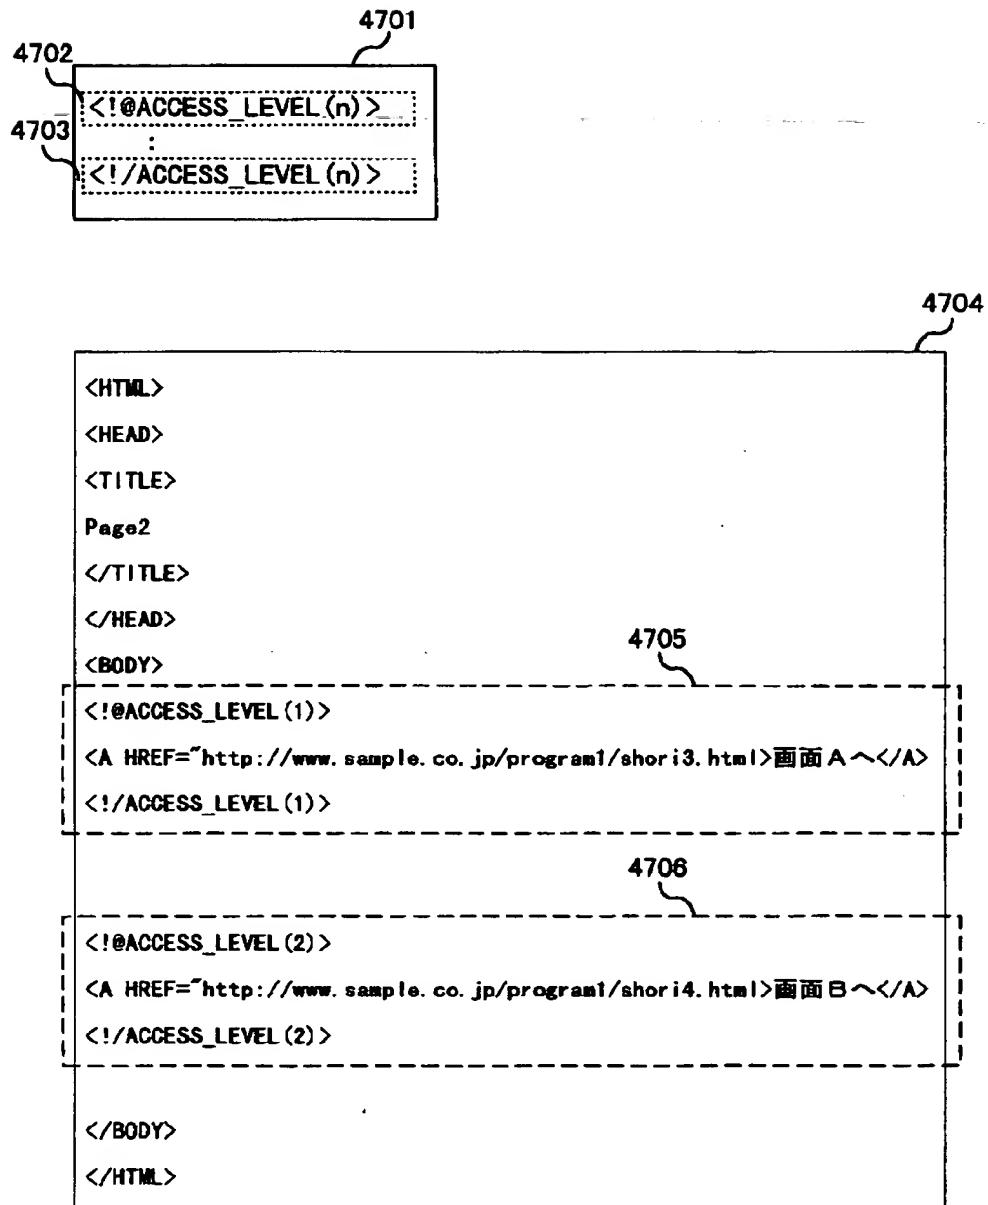 4701
4702
<!@ACCESS_LEVEL(n)>
4703
:
<!/ACCESS_LEVEL(n)>
4704
<HTML>
<HEAD>
<TITLE>
Page2
</TITLE>
</HEAD>
<BODY>
4705
<!@ACCESS_LEVEL(1)>
<A HREF="http://www.sample.co.jp/program1/shori3.html>画面Aへ</A>
<!/ACCESS_LEVEL(1)>
4706
<!@ACCESS_LEVEL(2)>
<A HREF="http://www.sample.co.jp/program1/shori4.html>画面Bへ</A>
<!/ACCESS_LEVEL(2)>
</BODY>
</HTML>